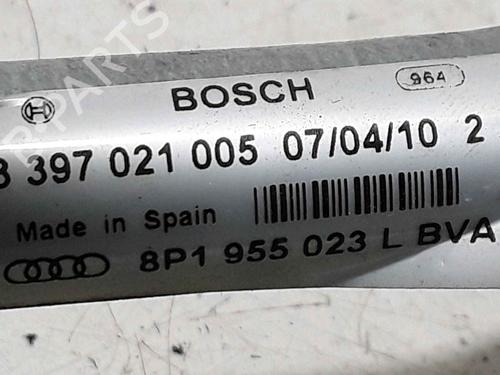 BOSCH 964
3 397 021 005 07/04/10 2
Made in Spain
8P1 955 023 L BVA